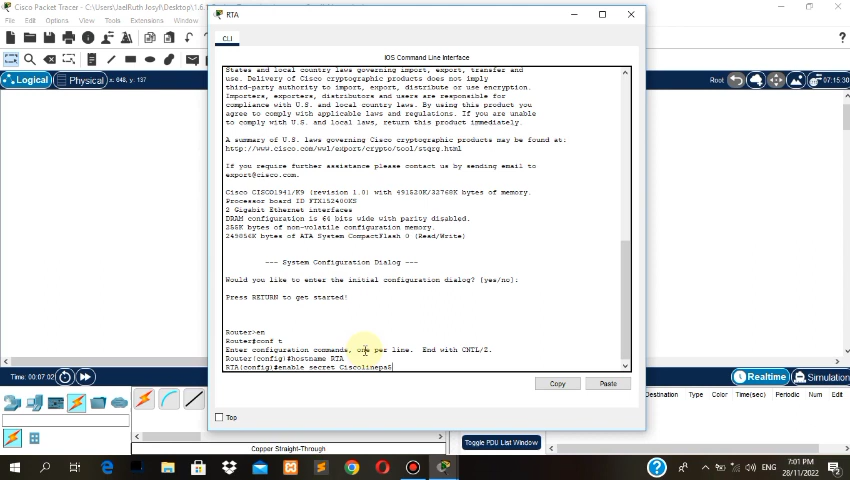 Cisco Packet Tracer - C:\Users\JaelRuth Josyl\Desktop\1.6.
File Edit Options View Tools Extensions Window
RTA
CLI
IOS Command Line Interface
Logical
Physical
x: 048, y: 137
Root
07:15:30
States and local country laws governing import, export, transfer and
use. Delivery of Cisco cryptographic products does not imply
third-party authority to import, export, distribute or use encryption.
Importers, exporters, distributors and users are responsible for
compliance with U.S. and local country laws. By using this product you
agree to comply with applicable laws and regulations. If you are unable
to comply with U.S. and local laws, return this product immediately.
A summary of U.S. laws governing Cisco cryptographic products may be found at:
http://www.cisco.com/wwl/export/crypto/tool/stqrg.html
If you require further assistance please contact us by sending email to
export@cisco.com.
Cisco CISCO1941/K9 (revision 1.0) with 491520K/32768K bytes of memory.
Processor board ID FTX152400KS
2 Gigabit Ethernet interfaces
DRAM configuration is 64 bits wide with parity disabled.
255K bytes of non-volatile configuration memory.
249856K bytes of ATA System CompactFlash 0 (Read/Write)
--- System Configuration Dialog ---
Would you like to enter the initial configuration dialog? [yes/no]:
Press RETURN to get started!
Router>en
Router#conf t
Enter configuration commands, one per line. End with CNTL/Z.
Router(config)#hostname RTA
RTA(config)#enable secret Ciscolinepa$
Copy
Paste
Top
Time: 00:07:02
Realtime
Simulation
Destination Type Color Time(sec) Periodic Num Edit
Toggle PDU List Window
Copper Straight-Through
ENG
7:01 PM
28/11/2022
2